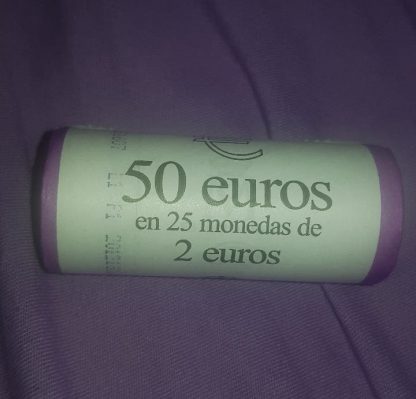 €
50 euros
en 25 monedas de
2 euros